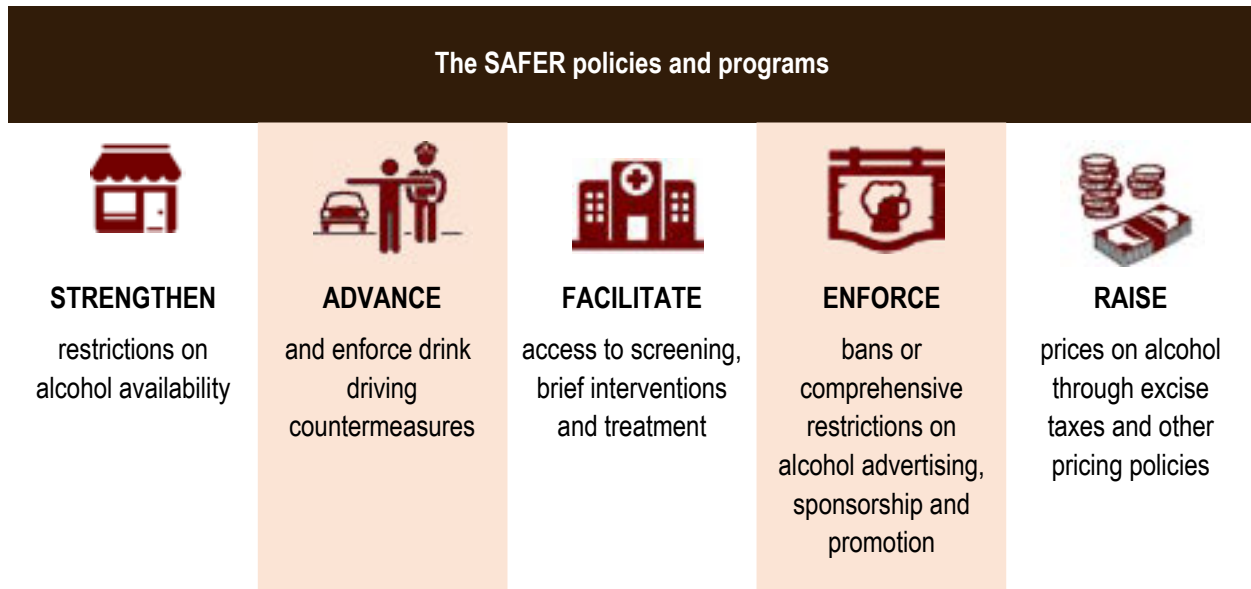 The SAFER policies and programs
STRENGTHEN
restrictions on
alcohol availability
ADVANCE
and enforce drink
driving
countermeasures
FACILITATE
access to screening,
brief interventions
and treatment
ENFORCE
bans or
comprehensive
restrictions on
alcohol advertising,
sponsorship and
promotion
RAISE
prices on alcohol
through excise
taxes and other
pricing policies